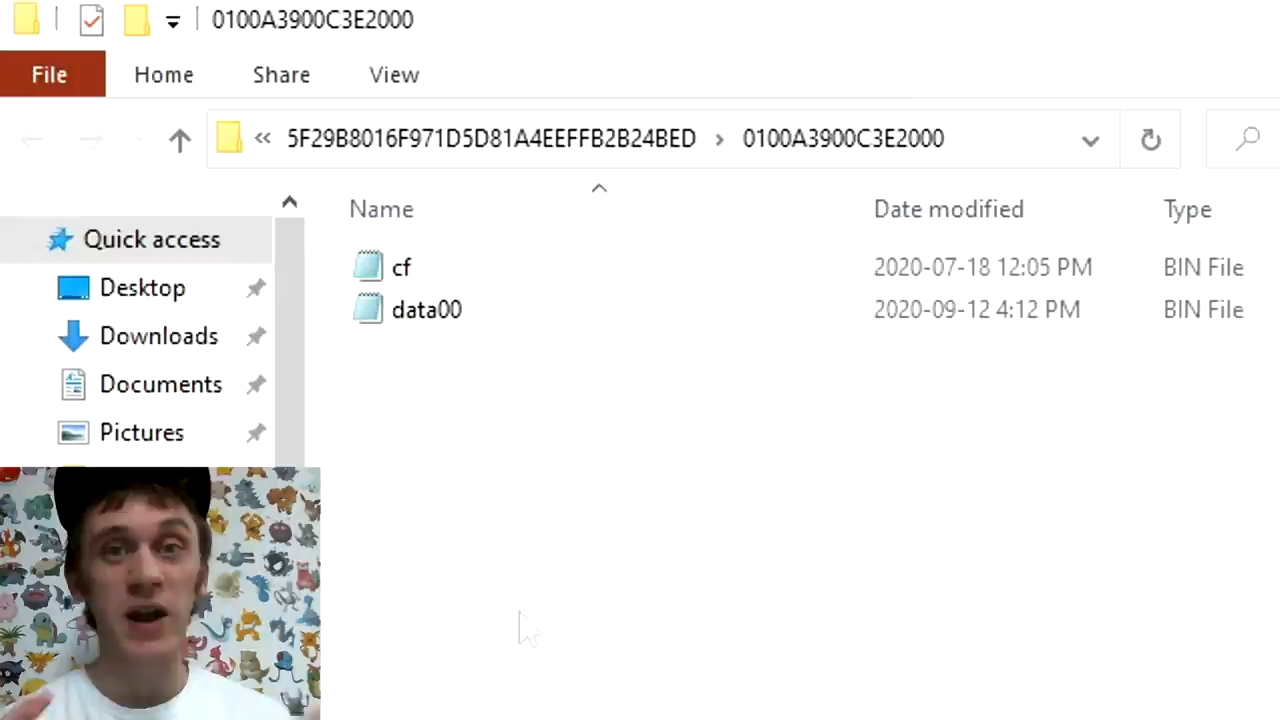 0100A3900C3E2000
File Home Share View
« 5F29B8016F971D5D81A4EEFFB2B24BED › 0100A3900C3E2000
Name Date modified Type
Quick access
cf 2020-07-18 12:05 PM BIN File
Desktop
data00 2020-09-12 4:12 PM BIN File
Downloads
Documents
Pictures